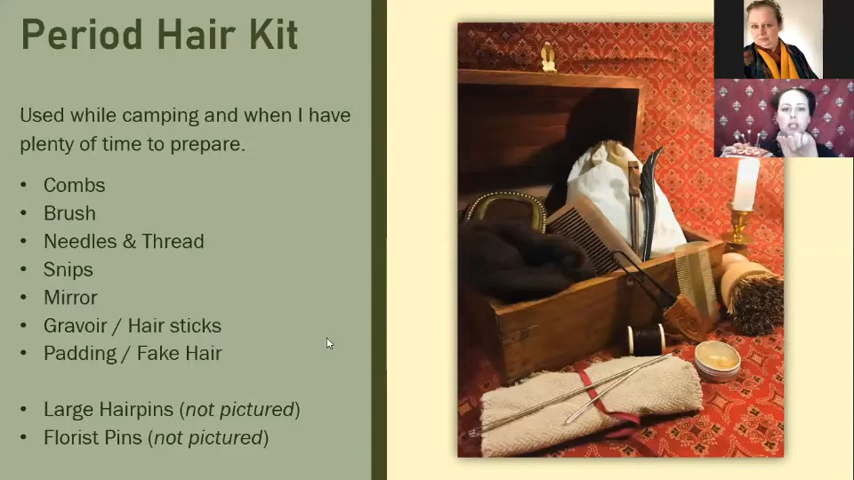 Period Hair Kit
Used while camping and when I have
plenty of time to prepare.
• Combs
• Brush
• Needles & Thread
• Snips
• Mirror
• Gravoir / Hair sticks
• Padding / Fake Hair
• Large Hairpins (not pictured)
• Florist Pins (not pictured)